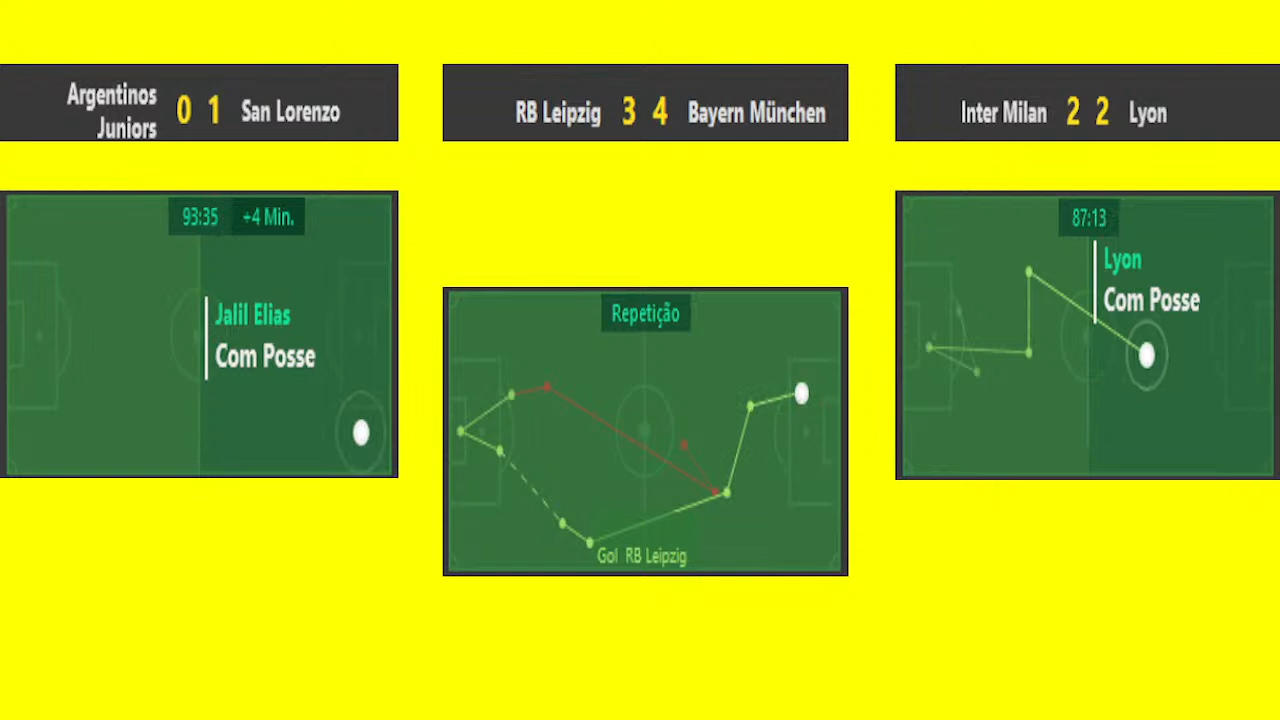 Argentinos
Juniors
0 1
San Lorenzo
RB Leipzig 3 4 Bayern München
Inter Milan 2 2 Lyon
93:35 +4 Min.
Jalil Elias
Com Posse
Repetição
Gol RB Leipzig
87:13
Lyon
Com Posse